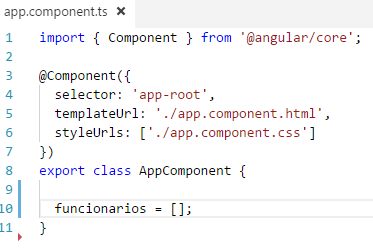 app.component.ts ×
1 import { Component } from '@angular/core';
2
3 @Component({
4   selector: 'app-root',
5   templateUrl: './app.component.html',
6   styleUrls: ['./app.component.css']
7 })
8 export class AppComponent {
9
10   funcionarios = [];
11 }